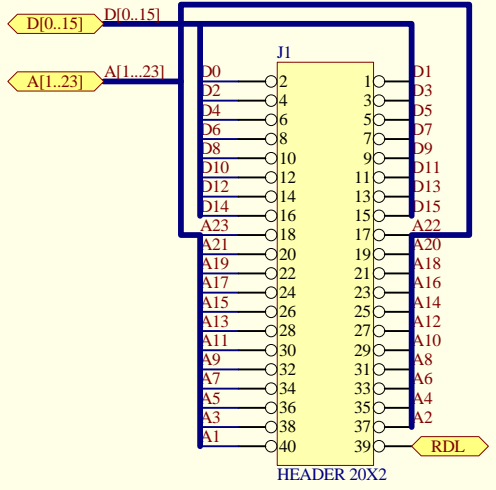 D[0..15] D[0..15]
J1
A[1..23] A[1...23]
D0 2 1 D1
D2 4 3 D3
D4 6 5 D5
D6 8 7 D7
D8 10 9 D9
D10 12 11 D11
D12 14 13 D13
D14 16 15 D15
A23 18 17 A22
A21 20 19 A20
A19 22 21 A18
A17 24 23 A16
A15 26 25 A14
A13 28 27 A12
A11 30 29 A10
A9 32 31 A8
A7 34 33 A6
A5 36 35 A4
A3 38 37 A2
A1 40 39 RDL
HEADER 20X2